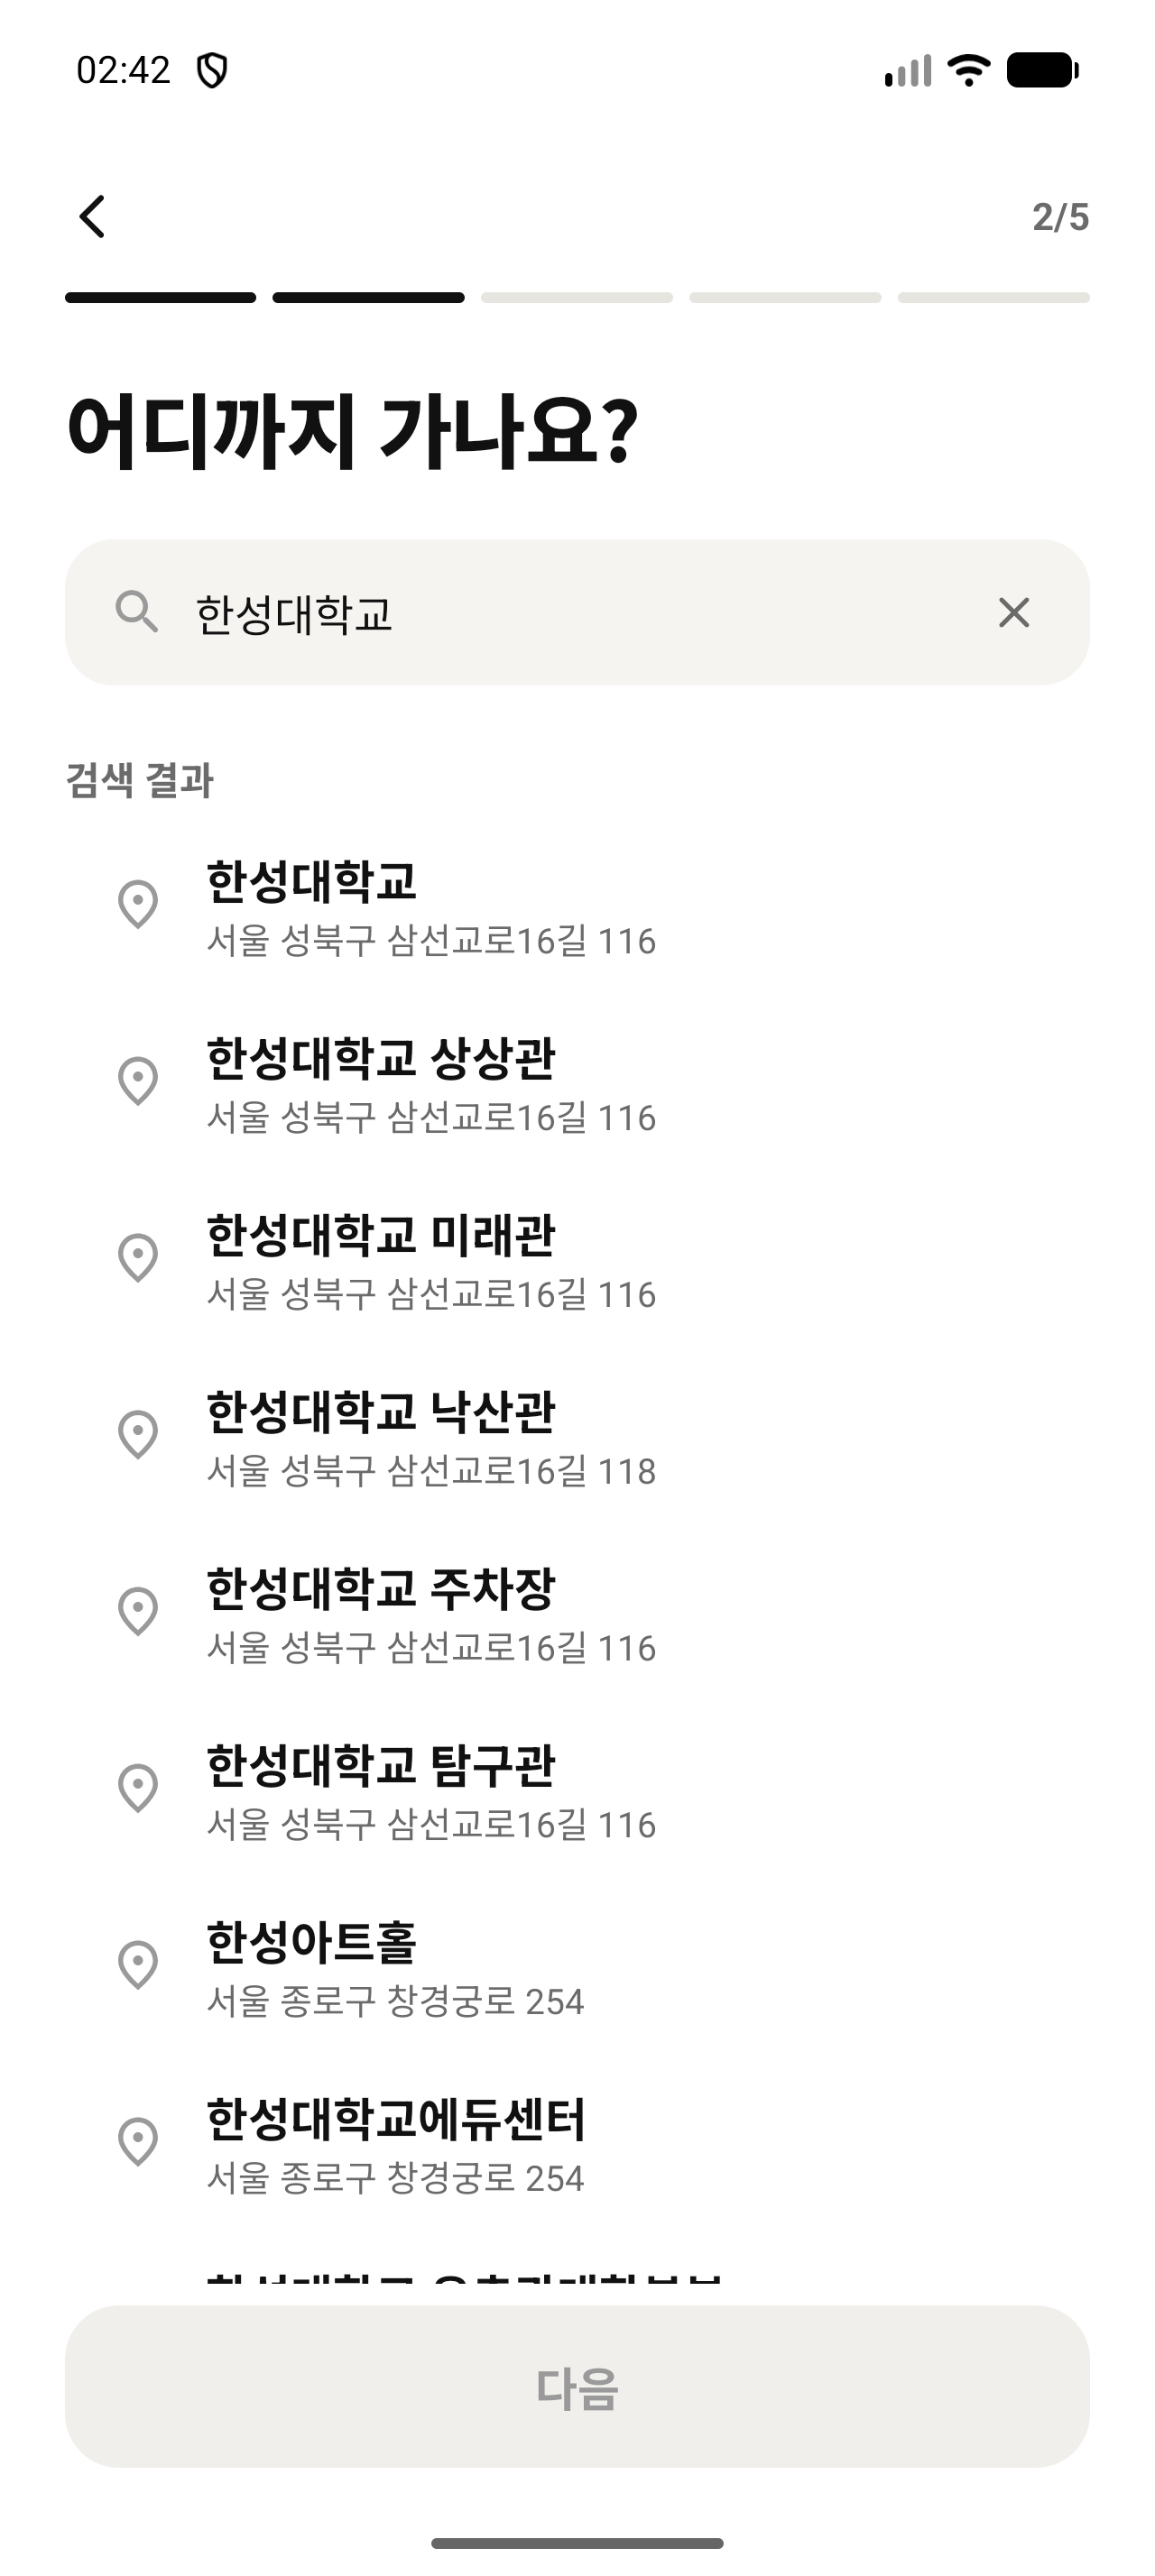 02:42
2/5
어디까지 가나요?
한성대학교
검색 결과
한성대학교
서울 성북구 삼선교로16길 116
한성대학교 상상관
서울 성북구 삼선교로16길 116
한성대학교 미래관
서울 성북구 삼선교로16길 116
한성대학교 낙산관
서울 성북구 삼선교로16길 118
한성대학교 주차장
서울 성북구 삼선교로16길 116
한성대학교 탐구관
서울 성북구 삼선교로16길 116
한성아트홀
서울 종로구 창경궁로 254
한성대학교에듀센터
서울 종로구 창경궁로 254
한성대학교
다음